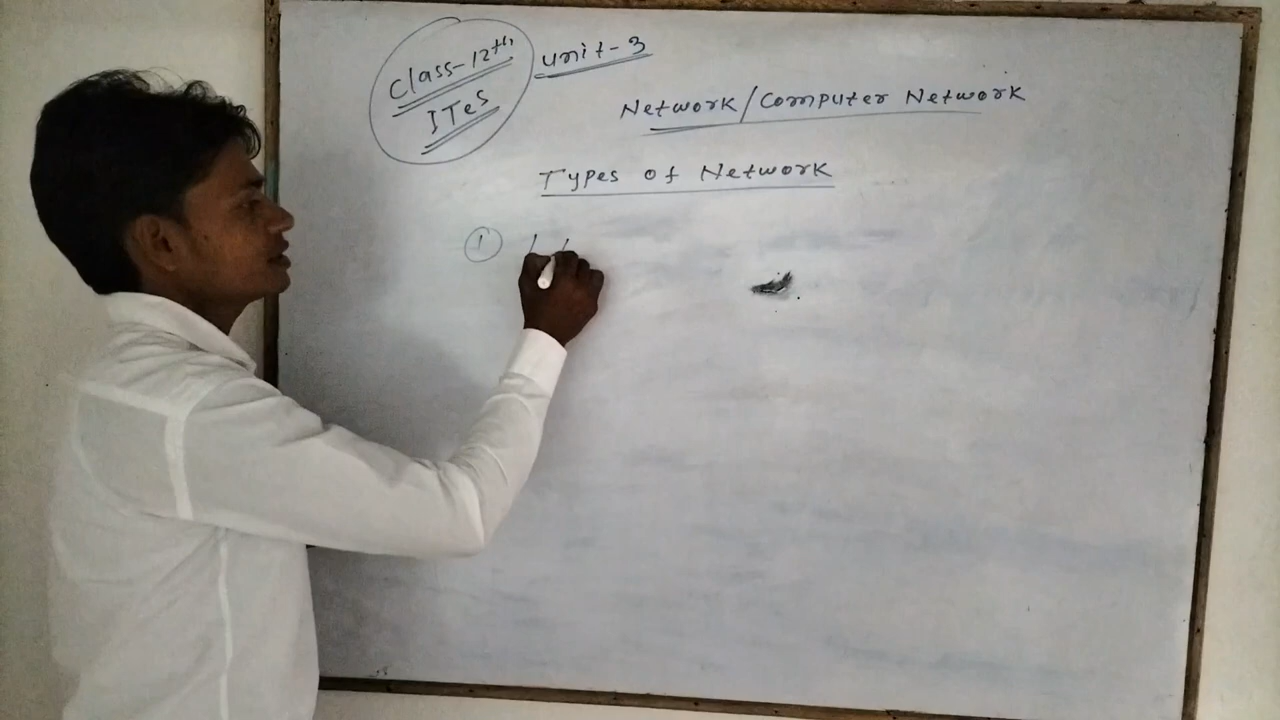 Class-12th unit-3
ITes
Network/Computer Network
Types of Network
1